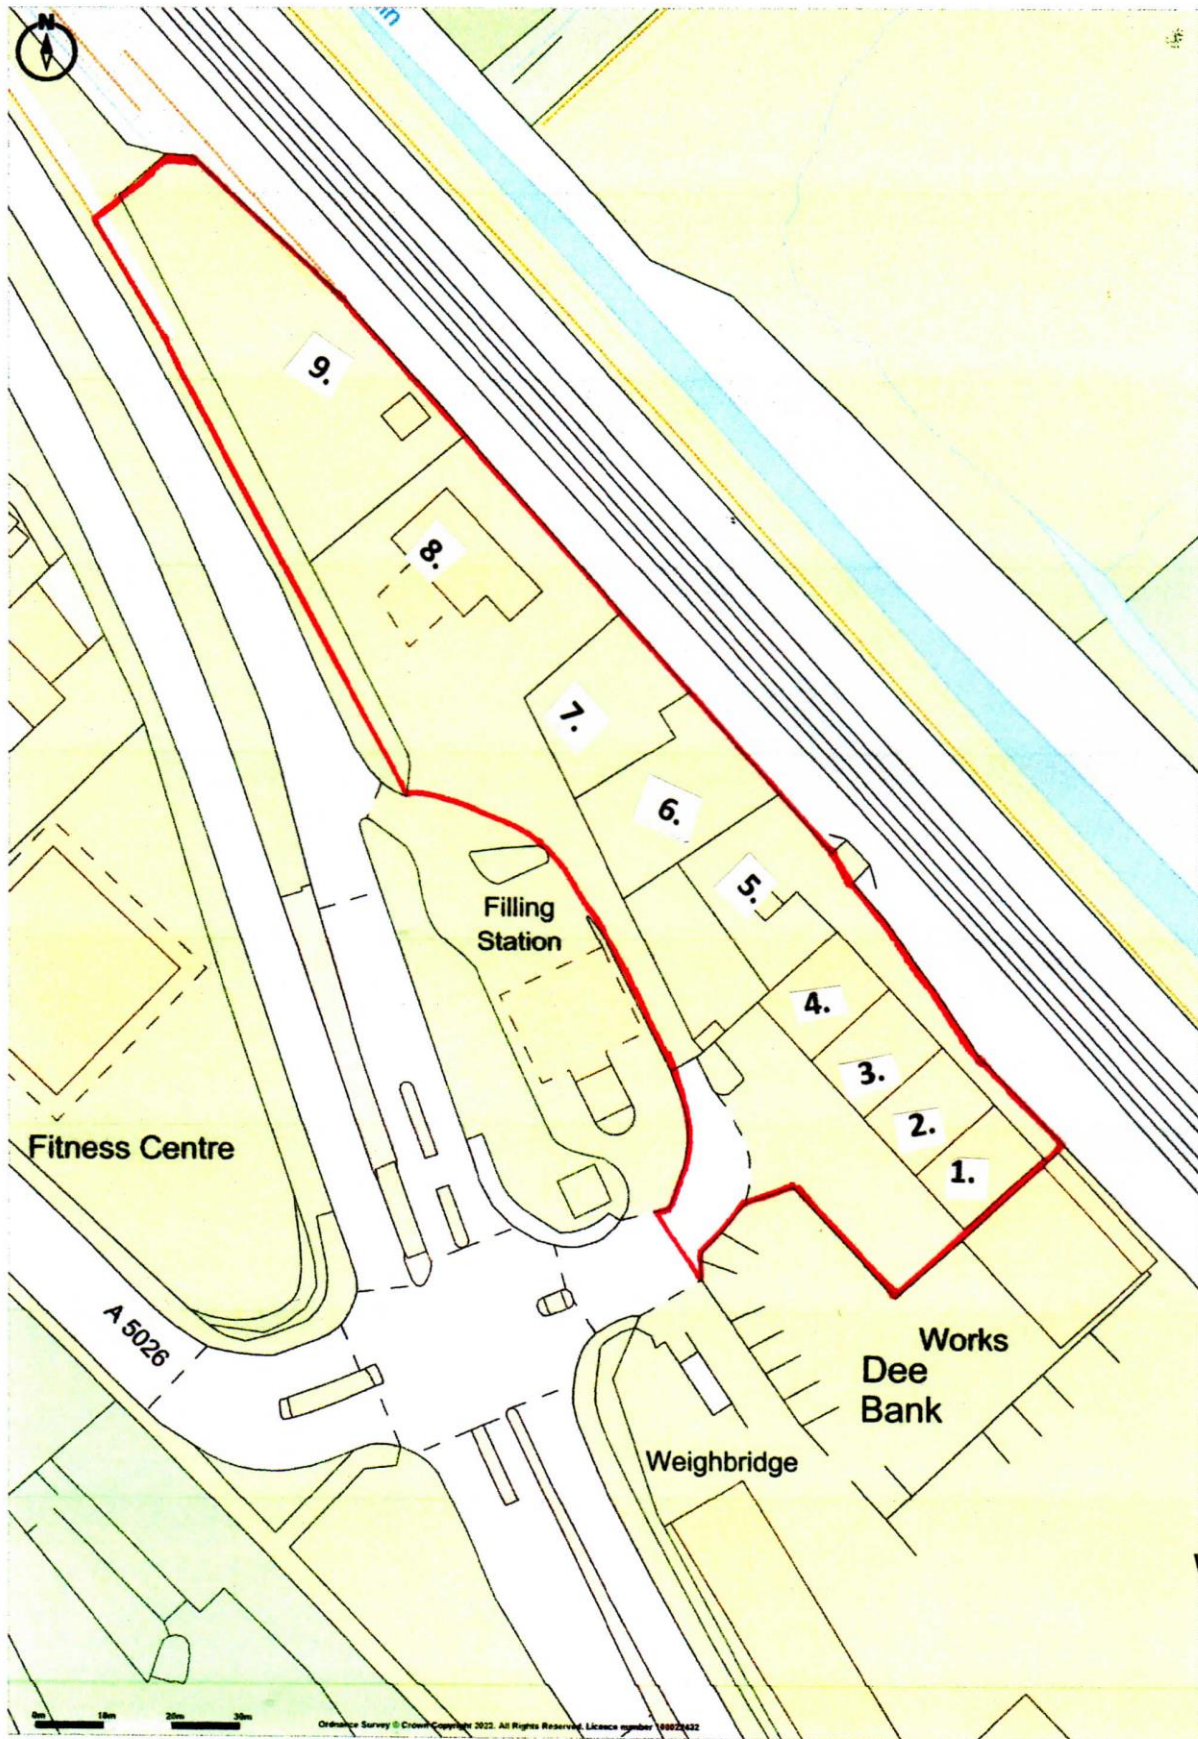 N
9.
8.
7.
6.
5.
Filling
Station
4.
3.
2.
1.
Fitness Centre
A 5026
Works
Dee
Bank
Weighbridge
0m 10m 20m 30m
Ordnance Survey © Crown Copyright 2022. All Rights Reserved. Licence number